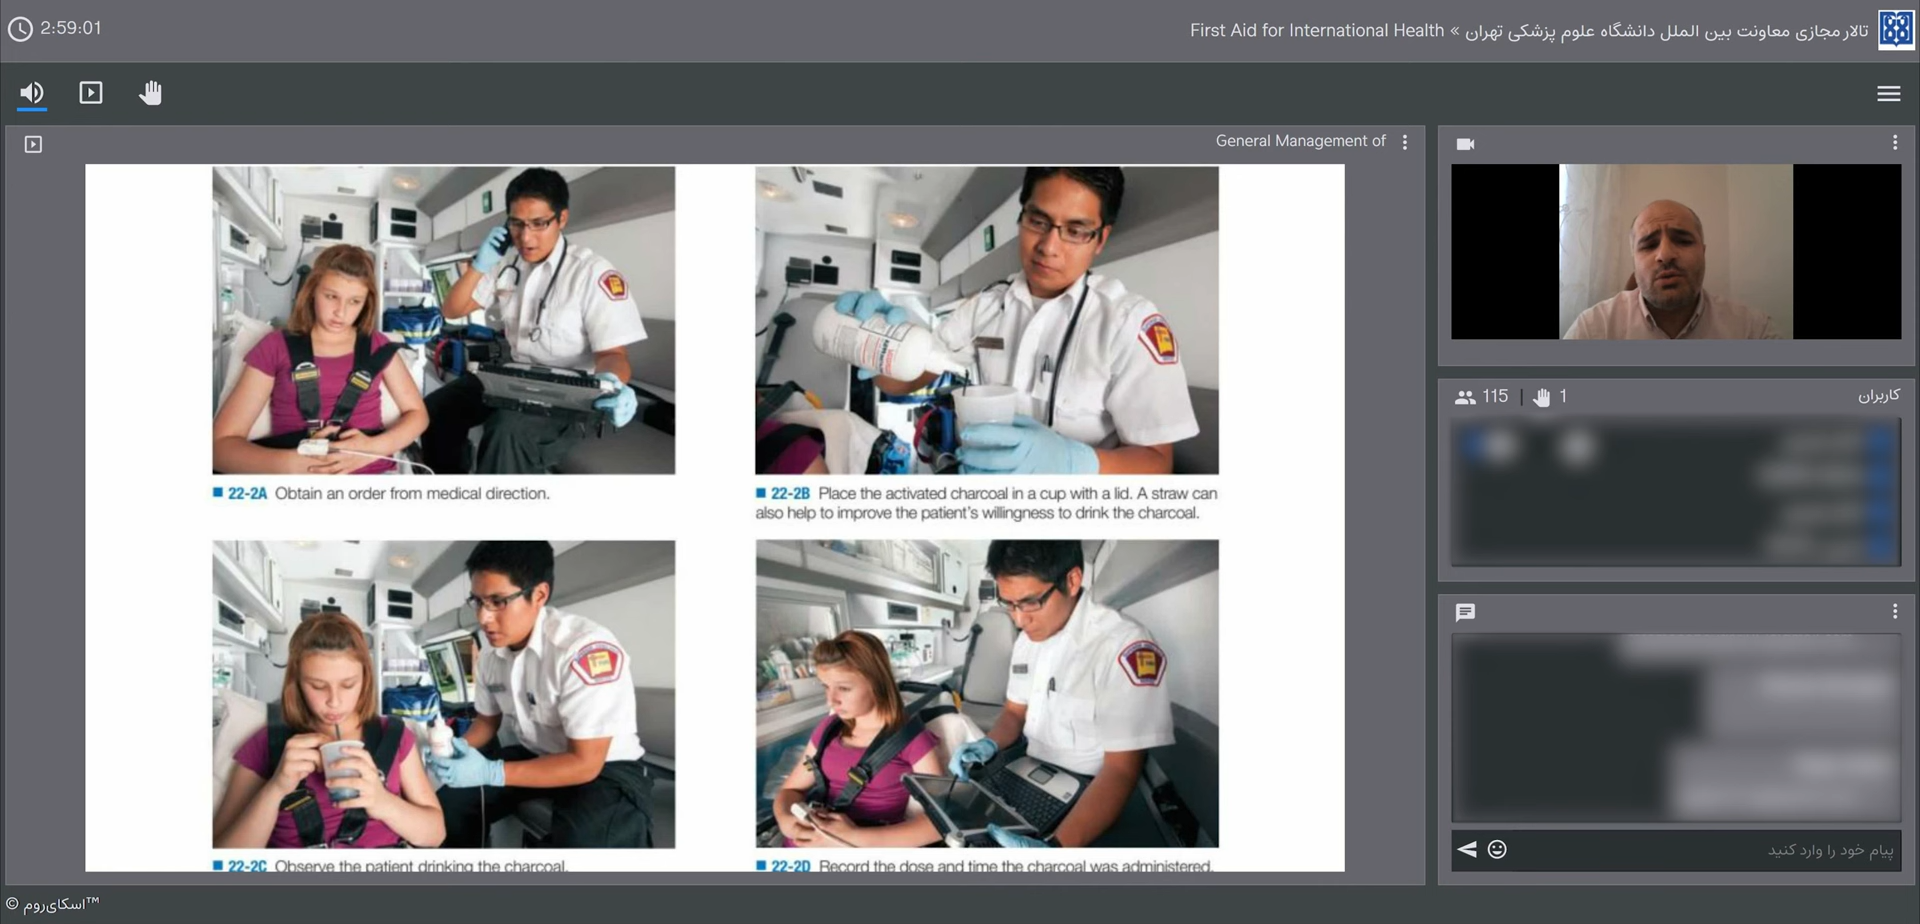 2:59:01
تالار مجازی معاونت بین الملل دانشگاه علوم پزشکی تهران » First Aid for International Health
General Management of
22-2A Obtain an order from medical direction.
22-2B Place the activated charcoal in a cup with a lid. A straw can
also help to improve the patient's willingness to drink the charcoal.
22-2C Observe the patient drinking the charcoal.
22-2D Record the dose and time the charcoal was administered.
115 | 1
کاربران
پیام خود را وارد کنید
© اسکای‌روم™